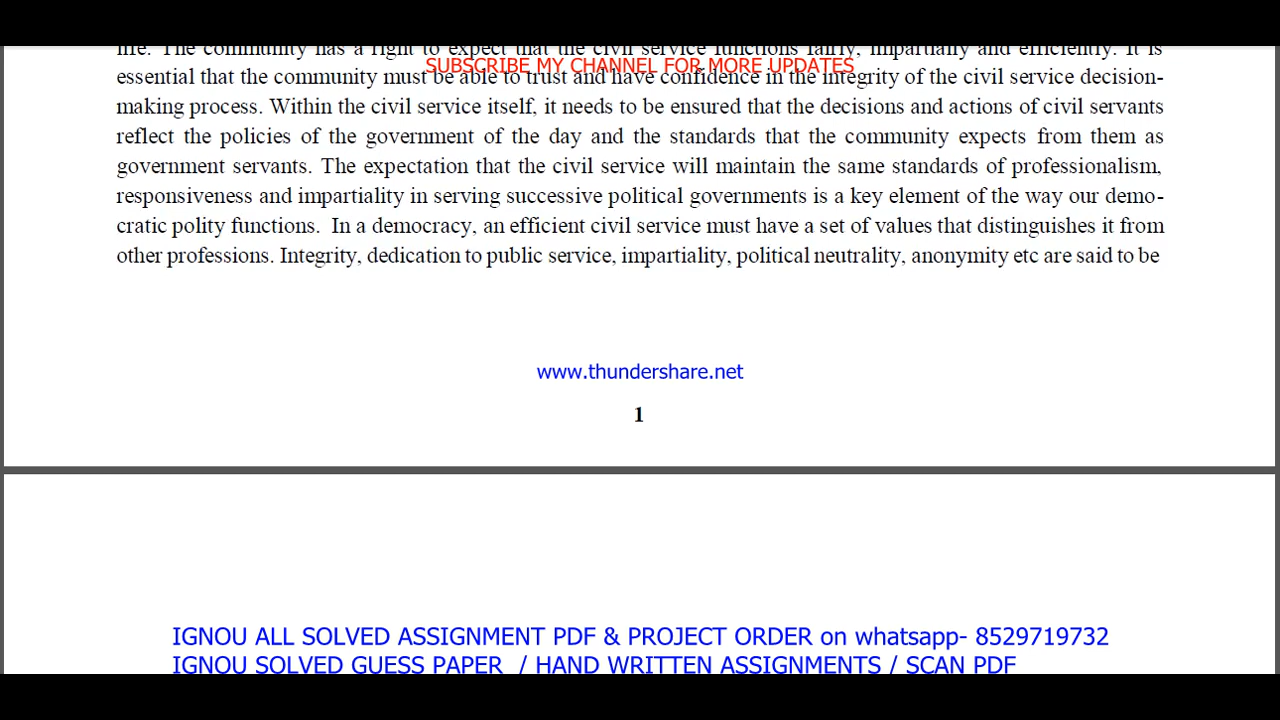 life. The community has a right to expect that the civil service functions fairly, impartially and efficiently. It is
SUBSCRIBE MY CHANNEL FOR MORE UPDATES
essential that the community must be able to trust and have confidence in the integrity of the civil service decision-
making process. Within the civil service itself, it needs to be ensured that the decisions and actions of civil servants
reflect the policies of the government of the day and the standards that the community expects from them as
government servants. The expectation that the civil service will maintain the same standards of professionalism,
responsiveness and impartiality in serving successive political governments is a key element of the way our demo-
cratic polity functions. In a democracy, an efficient civil service must have a set of values that distinguishes it from
other professions. Integrity, dedication to public service, impartiality, political neutrality, anonymity etc are said to be
www.thundershare.net
1
IGNOU ALL SOLVED ASSIGNMENT PDF & PROJECT ORDER on whatsapp- 8529719732
IGNOU SOLVED GUESS PAPER / HAND WRITTEN ASSIGNMENTS / SCAN PDF